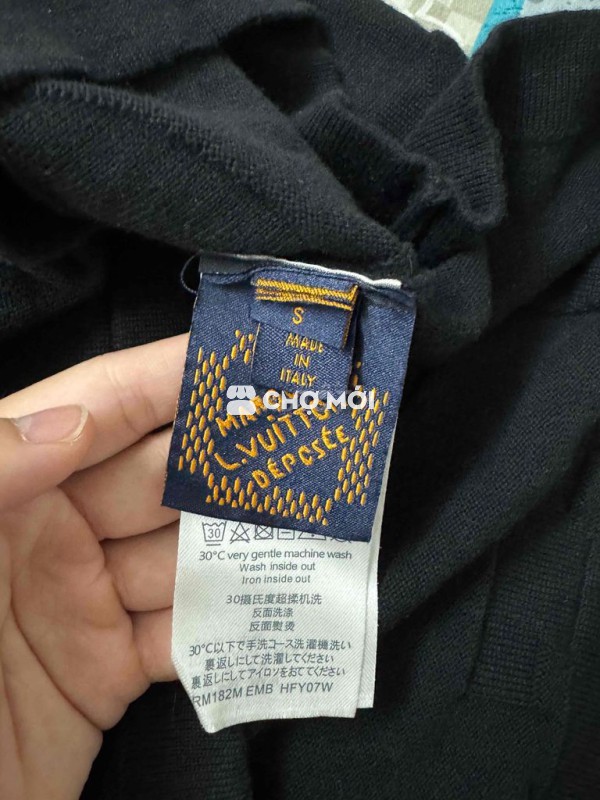 S
MADE
IN
ITALY
CHỢ MỚI
L.VUITTON
DÉPOSÉE
30
30°C very gentle machine wash
Wash inside out
Iron inside out
30摄氏度超揉机洗
反面洗涤
反面熨烫
30°C以下で手洗コース洗濯機洗い
裏返しにして洗濯してください
裏返しにしてアイロンをおてください
RM182M EMB HFY07W